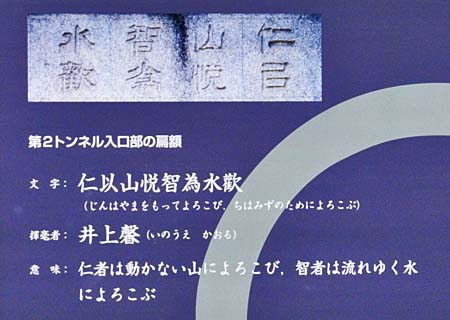 仁㠯
山悦
智為
水歡
第2トンネル入口部の扁額
文 字: 仁以山悦智為水歡
(じんはやまをもってよろこび，ちはみずのためによろこぶ)
揮毫者: 井上馨(いのうえ かおる)
意 味: 仁者は動かない山によろこび，智者は流れゆく水
によろこぶ